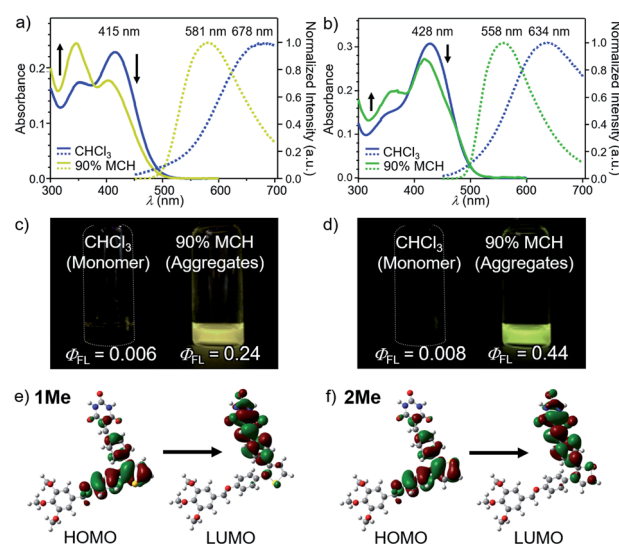 a)
415 nm
581 nm
678 nm
Absorbance
0.2
0.1
0.0
CHCl₃
90% MCH
300
400
500
600
700
λ (nm)
1.0
0.8
0.6
0.4
0.2
0.0
Normalized Intensity (a.u.)
b)
428 nm
558 nm
634 nm
Absorbance
0.3
0.2
0.1
0.0
CHCl₃
90% MCH
300
400
500
600
700
λ (nm)
1.0
0.8
0.6
0.4
0.2
0.0
Normalized Intensity (a.u.)
c)
CHCl₃
(Monomer)
90% MCH
(Aggregates)
Φ_FL = 0.006
Φ_FL = 0.24
d)
CHCl₃
(Monomer)
90% MCH
(Aggregates)
Φ_FL = 0.008
Φ_FL = 0.44
e) 1Me
HOMO
LUMO
f) 2Me
HOMO
LUMO